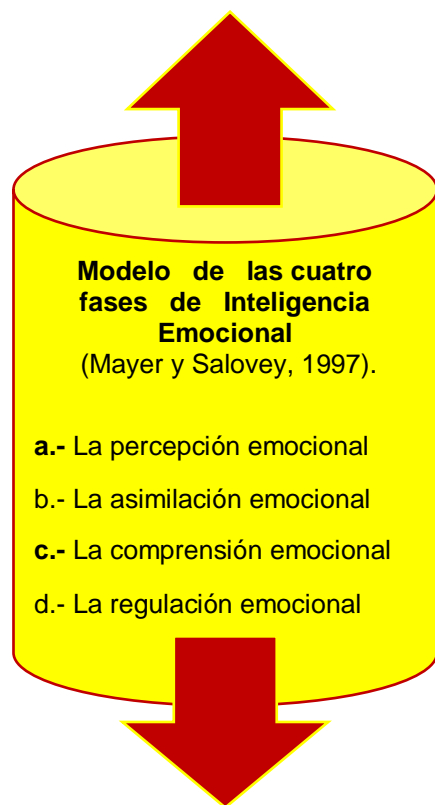 Modelo de las cuatro
fases de Inteligencia
Emocional
(Mayer y Salovey, 1997).
a.- La percepción emocional
b.- La asimilación emocional
c.- La comprensión emocional
d.- La regulación emocional